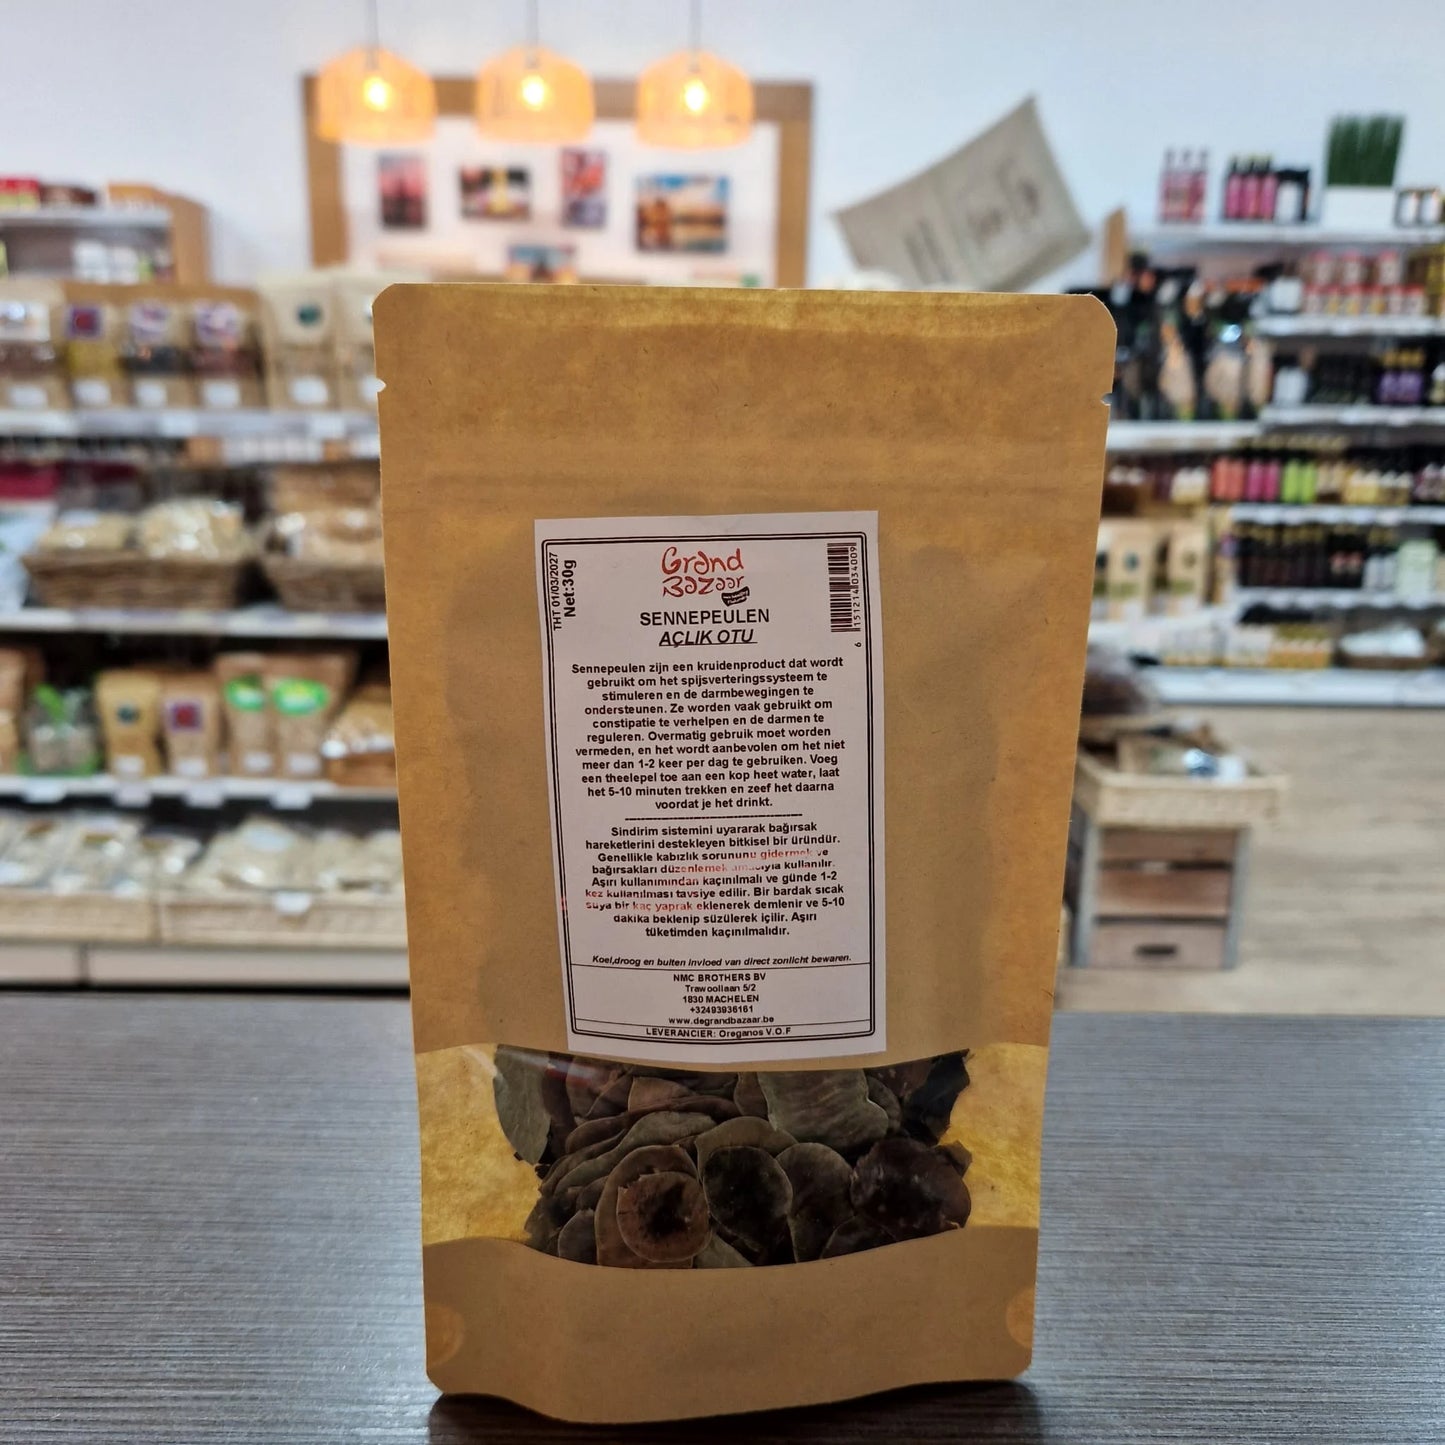 THT 01/03/2027
Net:30g
Grand
Bazaar
6 151214 034009
SENNEPEULEN
AÇLIK OTU
Sennepeulen zijn een kruidenproduct dat wordt
gebruikt om het spijsverteringssysteem te
stimuleren en de darmbewegingen te
ondersteunen. Ze worden vaak gebruikt om
constipatie te verhelpen en de darmen te
reguleren. Overmatig gebruik moet worden
vermeden, en het wordt aanbevolen om het niet
meer dan 1-2 keer per dag te gebruiken. Voeg
een theelepel toe aan een kop heet water, laat
het 5-10 minuten trekken en zeef het daarna
voordat je het drinkt.
Sindirim sistemini uyararak bağırsak
hareketlerini destekleyen bitkisel bir üründür.
Genellikle kabızlık sorununu gidermek ve
bağırsakları düzenlemek amacıyla kullanılır.
Aşırı kullanımından kaçınılmalı ve günde 1-2
kez kullanılması tavsiye edilir. Bir bardak sıcak
suya bir kaç yaprak eklenerek demlenir ve 5-10
dakika beklenip süzülerek içilir. Aşırı
tüketimden kaçınılmalıdır.
Koel,droog en buiten invloed van direct zonlicht bewaren.
NMC BROTHERS BV
Trawoollaan 5/2
1830 MACHELEN
+32493936161
www.degrandbazaar.be
LEVERANCIER: Oreganos V.O.F